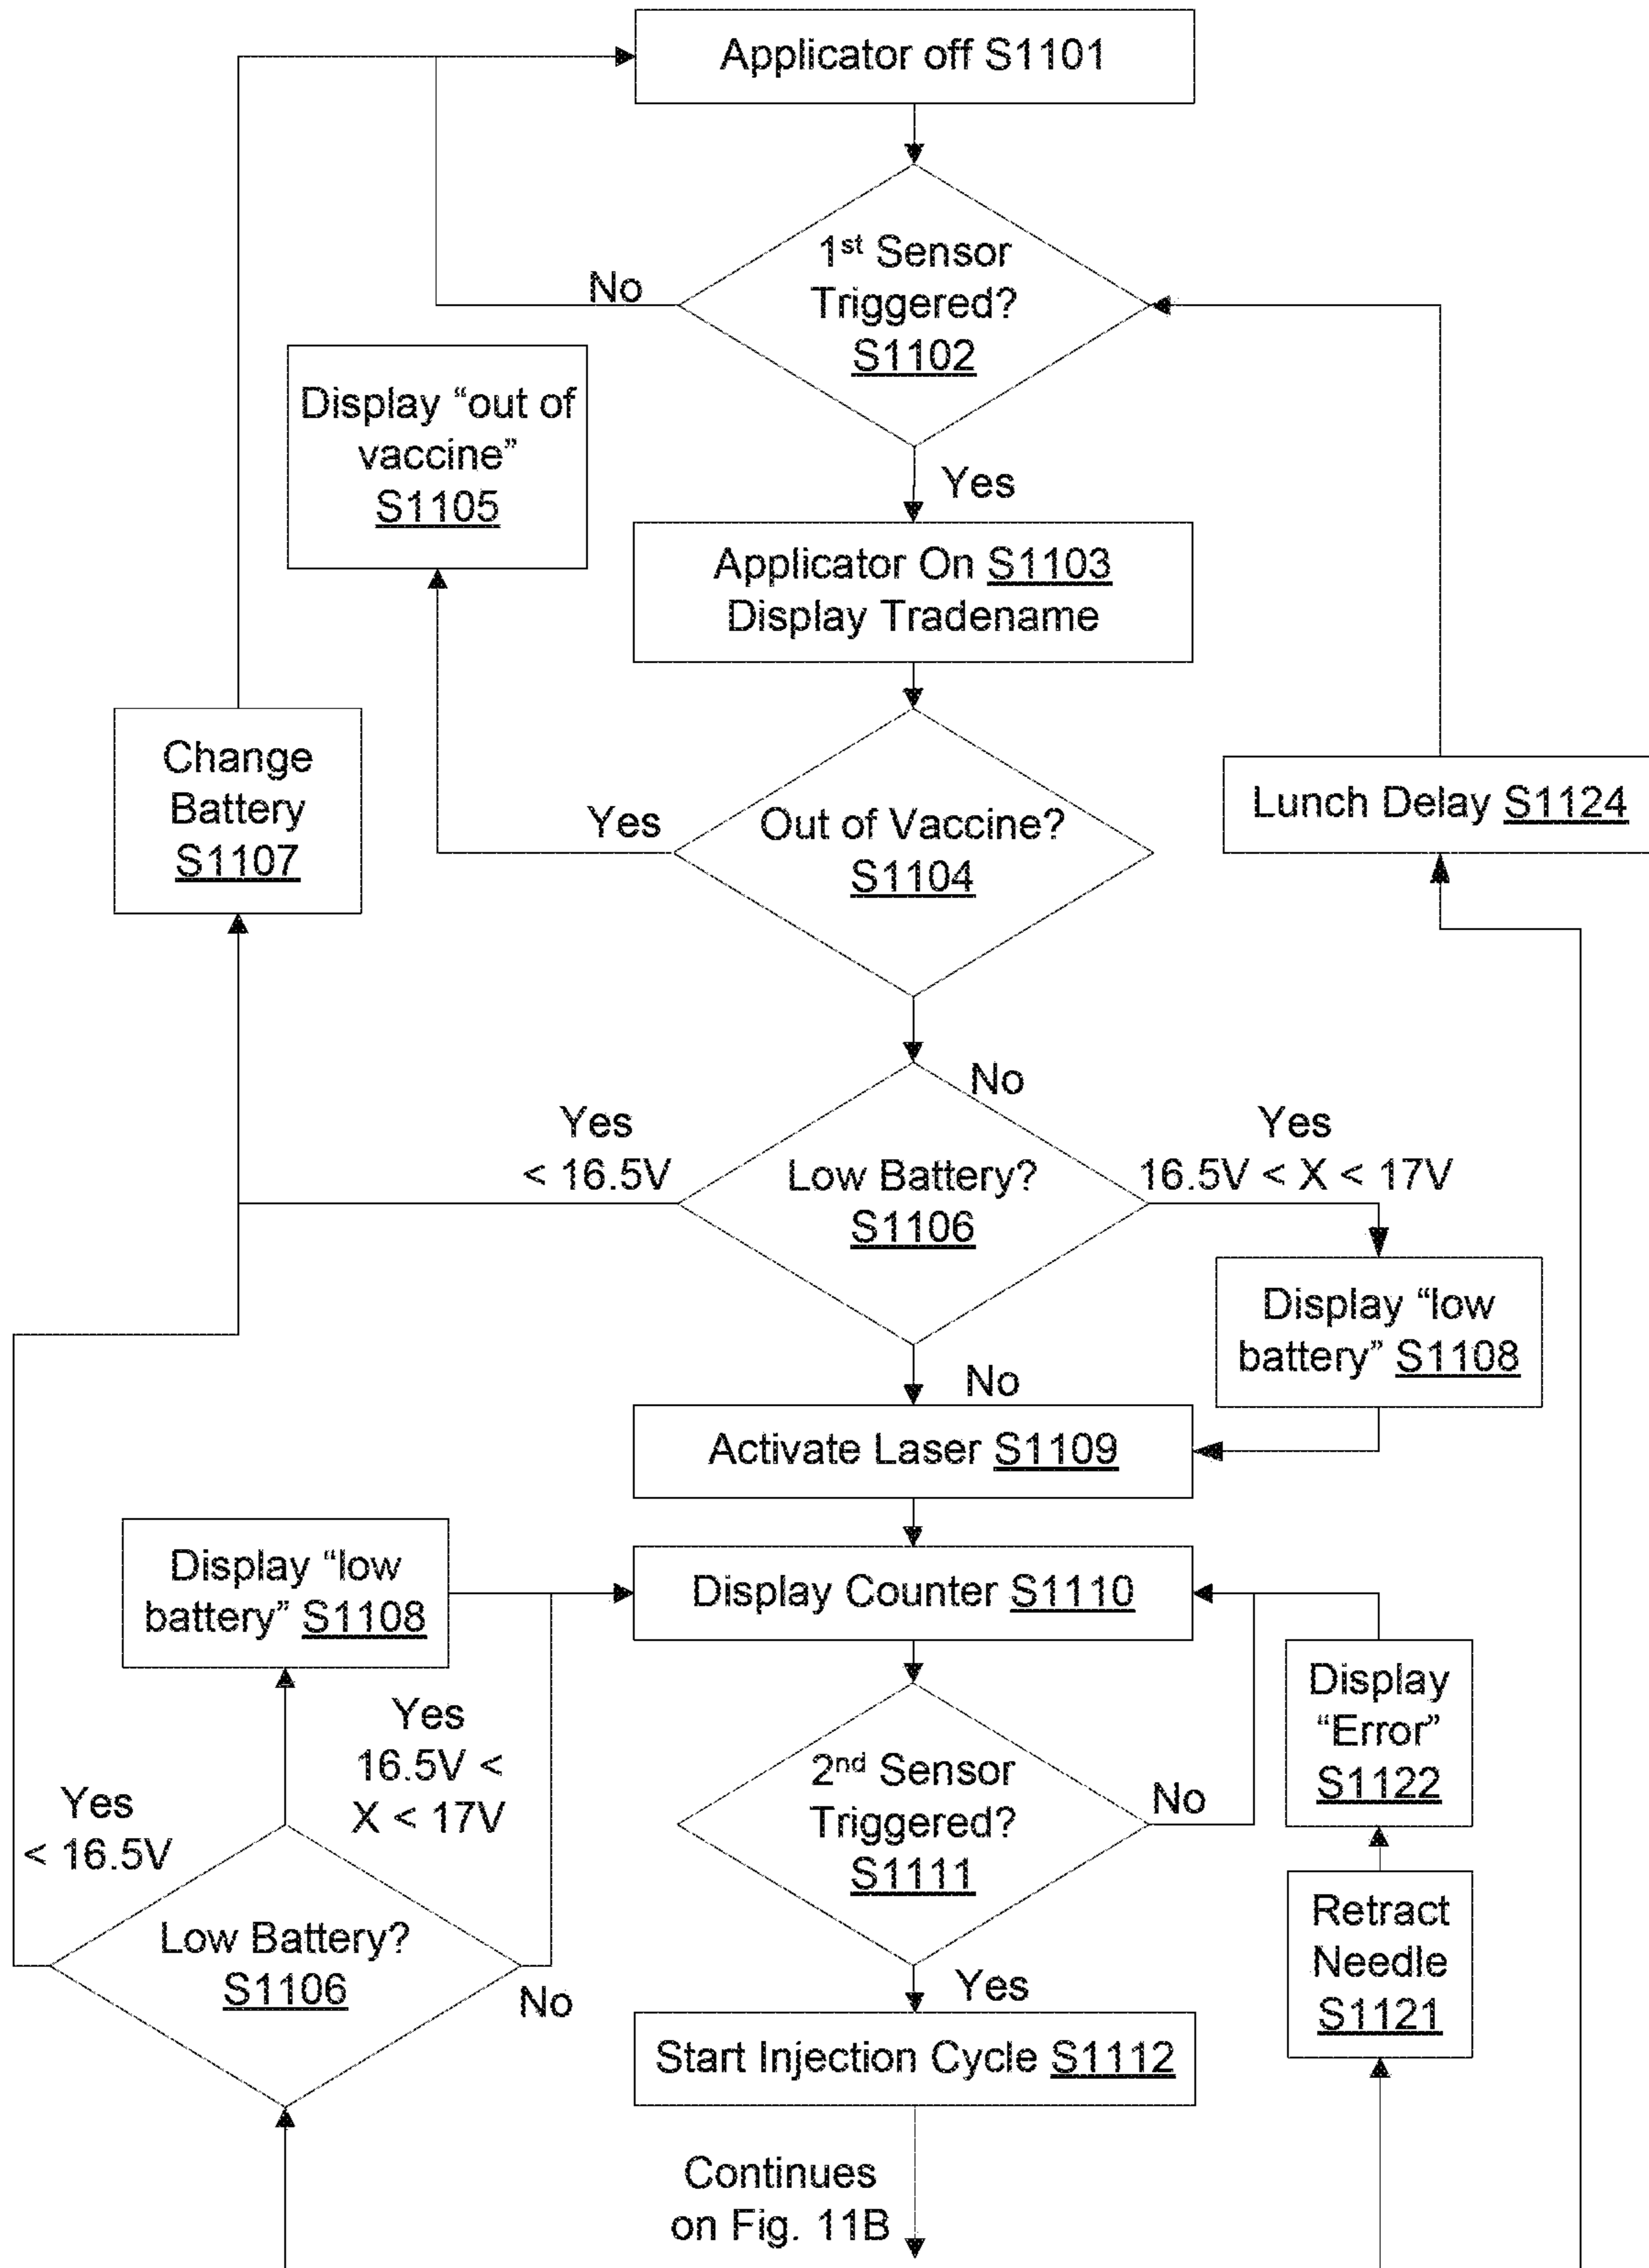 Applicator off S1101
1st Sensor
Triggered?
S1102
No
Yes
Display “out of
vaccine”
S1105
Applicator On S1103
Display Tradename
Change
Battery
S1107
Yes
Out of Vaccine?
S1104
Lunch Delay S1124
No
Yes
< 16.5V
Low Battery?
S1106
Yes
16.5V < X < 17V
Display “low
battery” S1108
No
Activate Laser S1109
Display “low
battery” S1108
Display Counter S1110
Display
“Error”
S1122
Yes
16.5V <
X < 17V
Yes
< 16.5V
2nd Sensor
Triggered?
S1111
No
Retract
Needle
S1121
Low Battery?
S1106
No
Yes
Start Injection Cycle S1112
Continues
on Fig. 11B